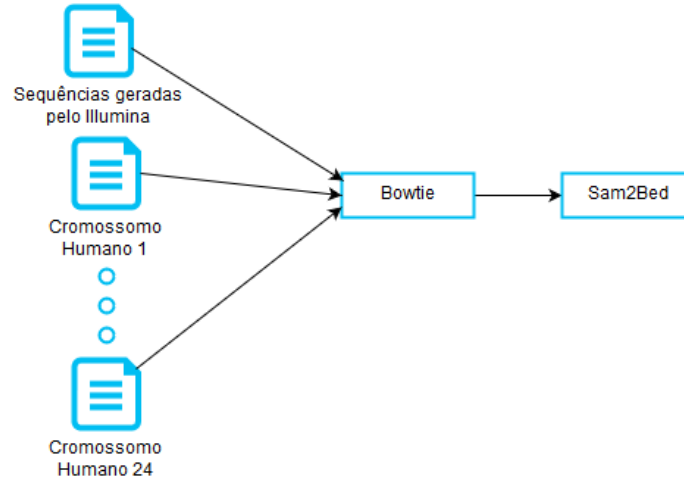 Sequências geradas
pelo Illumina
Cromossomo
Humano 1
Bowtie
Sam2Bed
Cromossomo
Humano 24